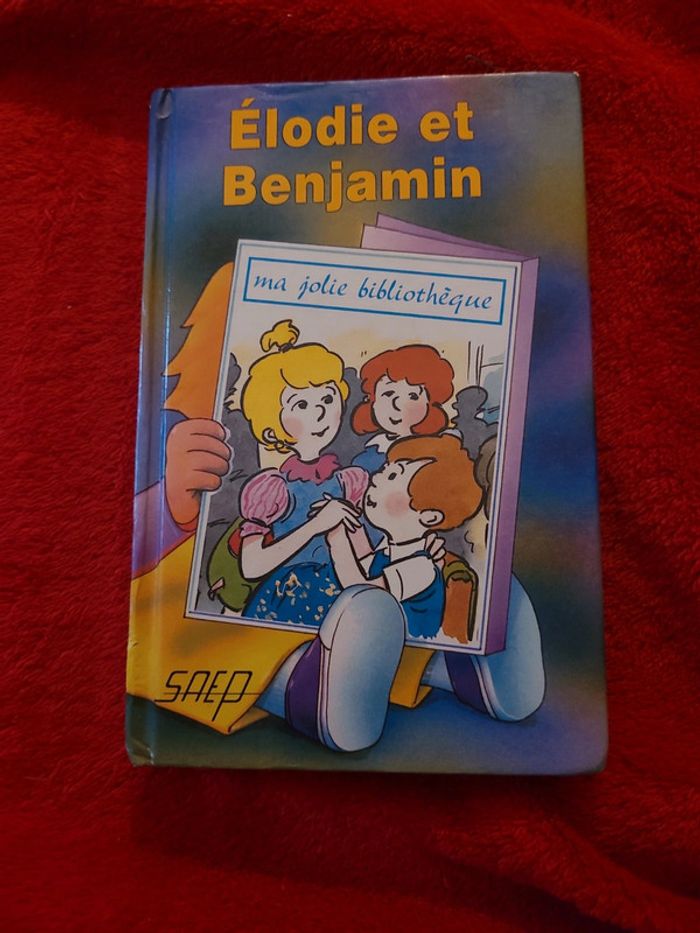 Élodie et
Benjamin
ma jolie bibliothèque
SAEP